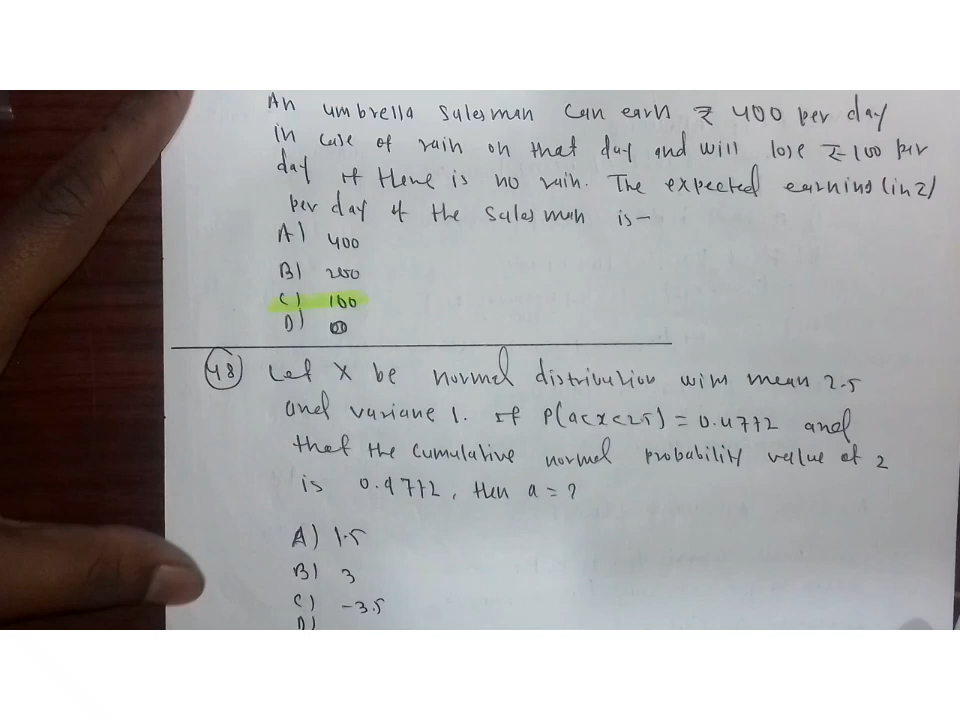 An umbrella salesman can earn ₹ 400 per day
in case of rain on that day and will lose ₹ 100 per
day if there is no rain. The expected earning (in ₹)
per day of the salesman is –
A) 400
B) 200
C) 100
D)
48 Let X be normal distribution with mean 2.5
and variane 1. If P(a<x<2.5) = 0.4772 and
that the cumulative normal probability value at 2
is 0.9772, then a = ?
A) 1.5
B) 3
C) -3.5
D)